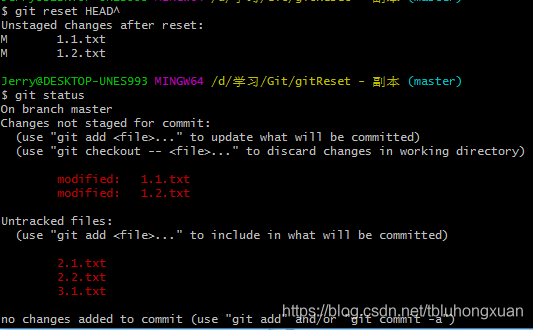 $ git reset HEAD^
Unstaged changes after reset:
M       1.1.txt
M       1.2.txt
Jerry@DESKTOP-UNES993 MINGW64 /d/学习/Git/gitReset - 副本 (master)
$ git status
On branch master
Changes not staged for commit:
  (use "git add <file>..." to update what will be committed)
  (use "git checkout -- <file>..." to discard changes in working directory)
        modified:   1.1.txt
        modified:   1.2.txt
Untracked files:
  (use "git add <file>..." to include in what will be committed)
        2.1.txt
        2.2.txt
        3.1.txt
no changes added to commit (use "git add" and/or "git commit -a")
https://blog.csdn.net/tbluhongxuan